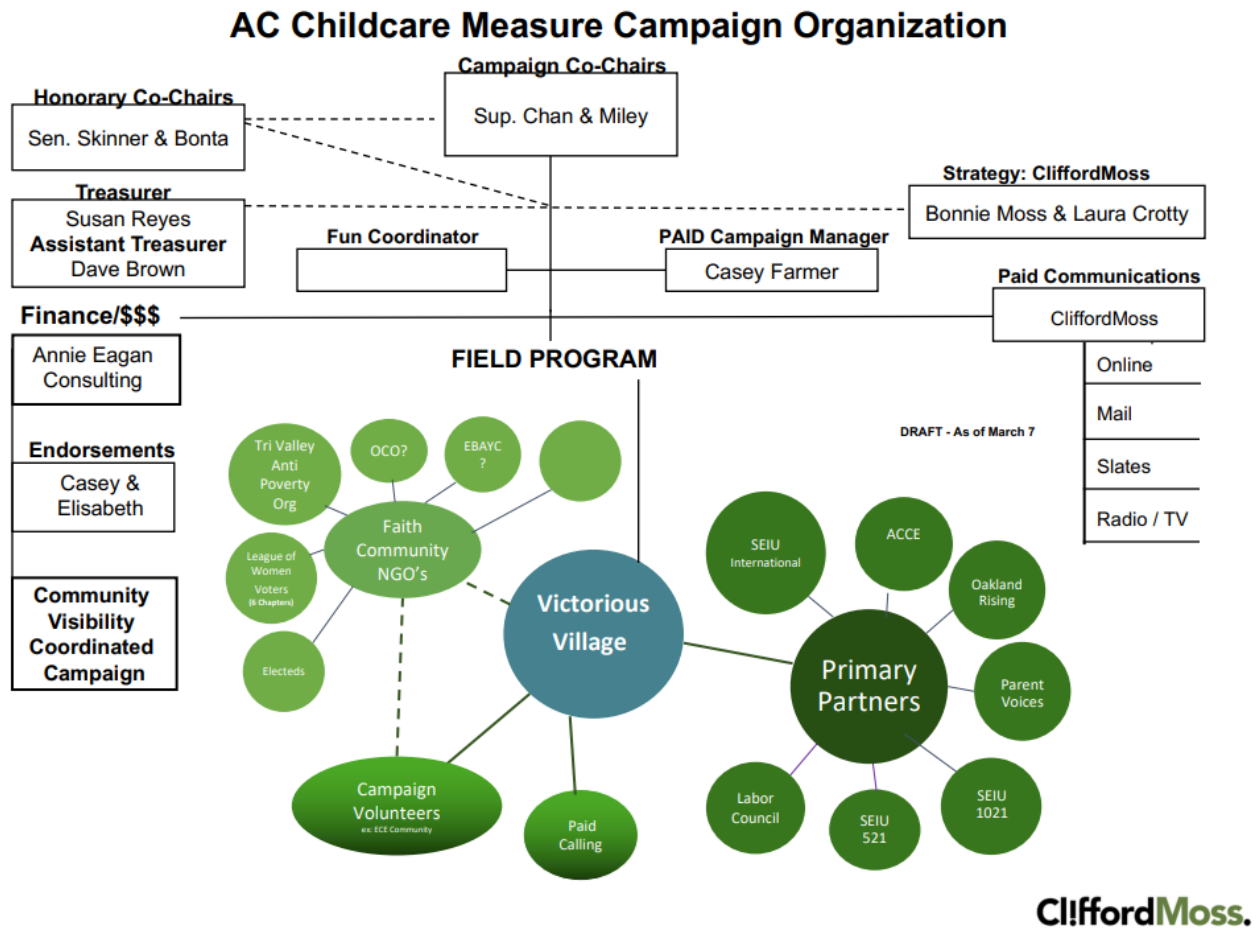 AC Childcare Measure Campaign Organization
Campaign Co-Chairs
Sup. Chan & Miley
Honorary Co-Chairs
Sen. Skinner & Bonta
Treasurer
Susan Reyes
Assistant Treasurer
Dave Brown
Strategy: CliffordMoss
Bonnie Moss & Laura Crotty
Fun Coordinator
PAID Campaign Manager
Casey Farmer
Paid Communications
CliffordMoss
Online
Mail
Slates
Radio / TV
Finance/$$$
Annie Eagan
Consulting
Endorsements
Casey &
Elisabeth
Community
Visibility
Coordinated
Campaign
FIELD PROGRAM
DRAFT - As of March 7
Tri Valley
Anti
Poverty
Org
OCO?
EBAYC
?
Faith
Community
NGO's
League of
Women
Voters
(6 Chapters)
Electeds
Victorious
Village
Campaign
Volunteers
ex: ECE Community
Paid
Calling
Primary
Partners
SEIU
International
ACCE
Oakland
Rising
Parent
Voices
SEIU
1021
SEIU
521
Labor
Council
Cl!ffordMoss.